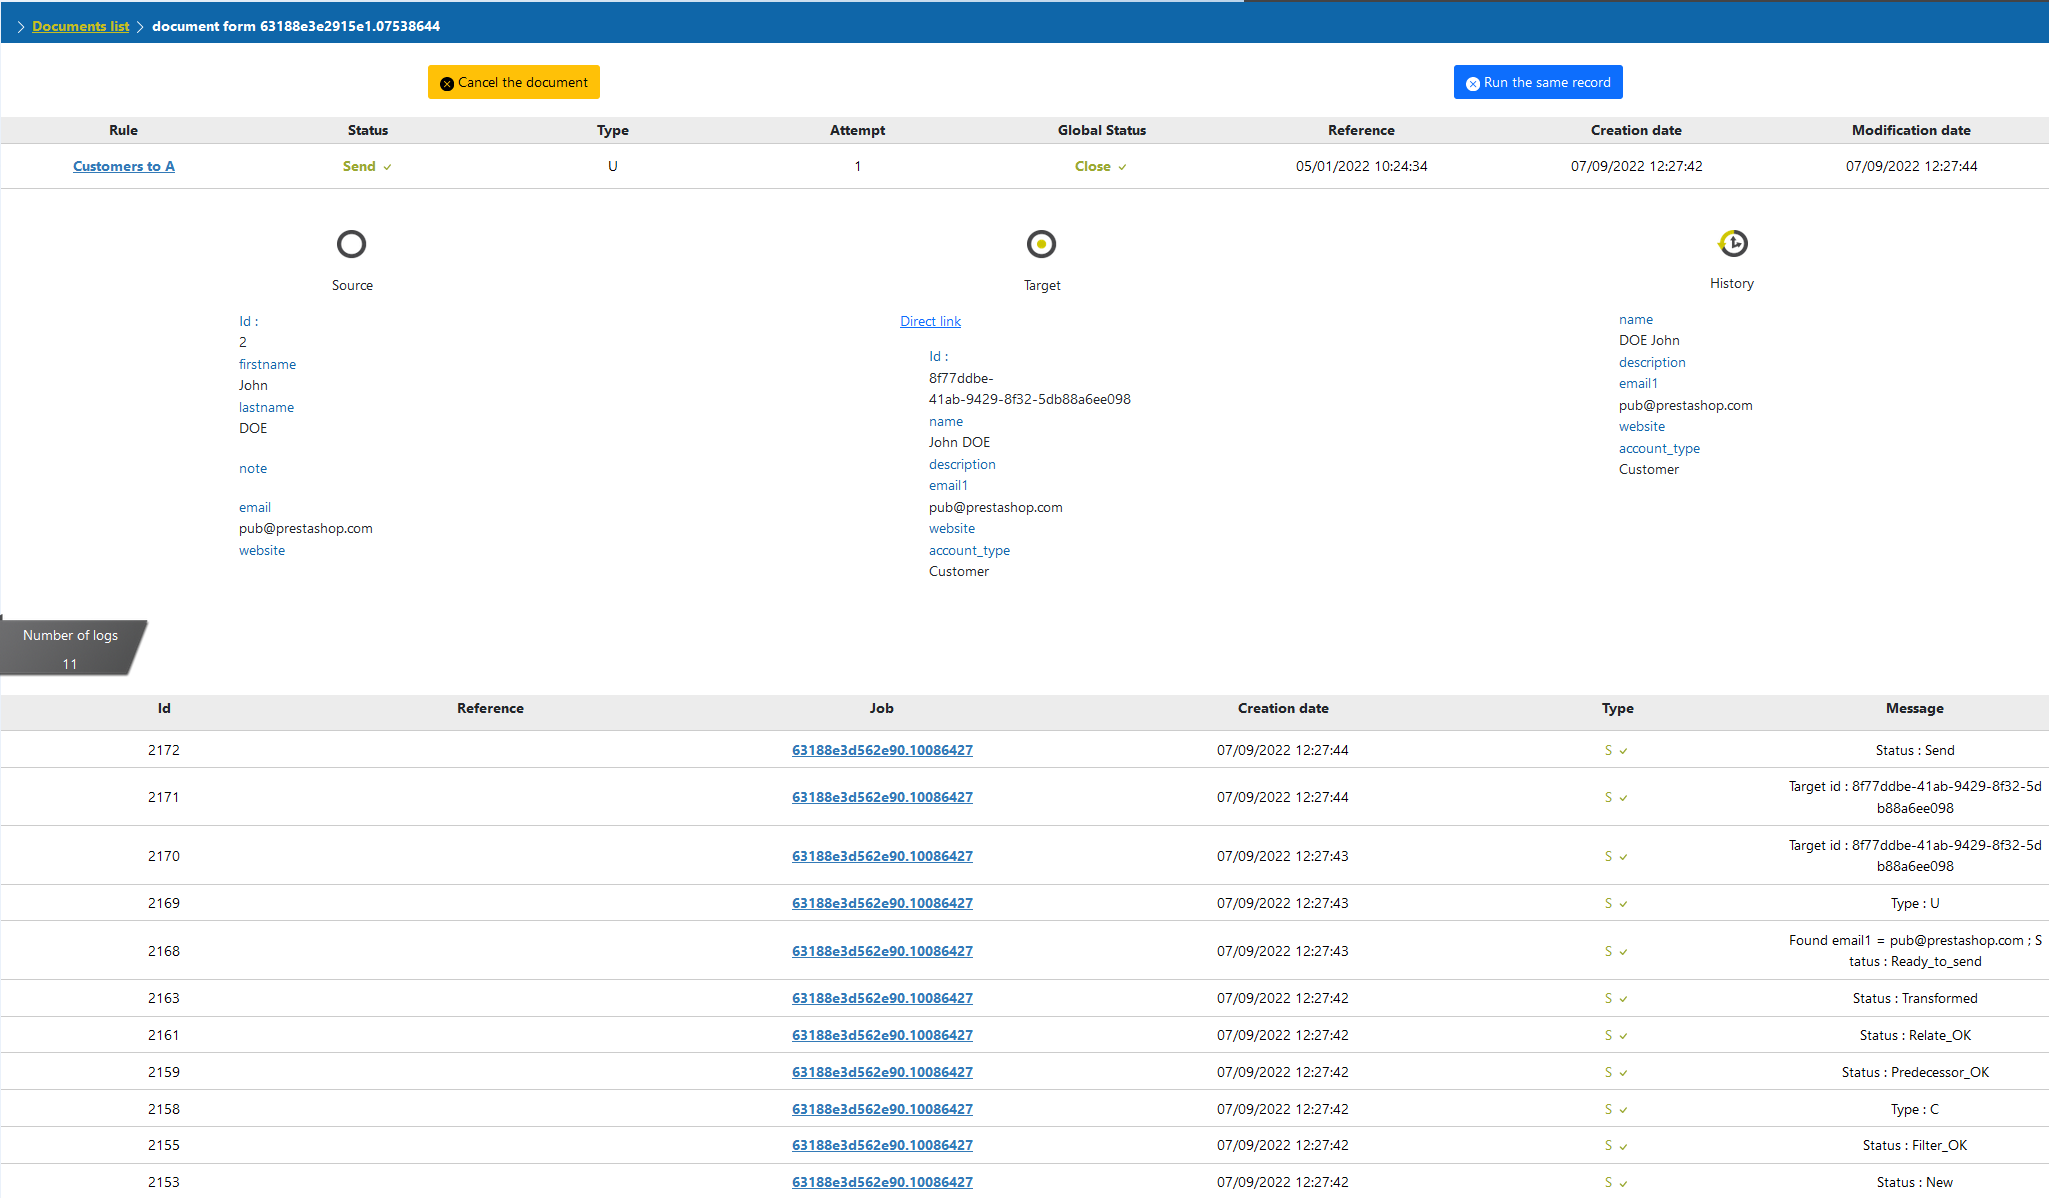 Documents list
document form 63188e3e2915e1.07538644
Cancel the document
Run the same record
Rule Status Type Attempt Global Status Reference Creation date Modification date
Customers to A Send U 1 Close 05/01/2022 10:24:34 07/09/2022 12:27:42 07/09/2022 12:27:44
Source
Id :
2
firstname
John
lastname
DOE
note
email
pub@prestashop.com
website
Target
Direct link
Id :
8f77ddbe-
41ab-9429-8f32-5db88a6ee098
name
John DOE
description
email1
pub@prestashop.com
website
account_type
Customer
History
name
DOE John
description
email1
pub@prestashop.com
website
account_type
Customer
Number of logs
11
Id Reference Job Creation date Type Message
2172 63188e3d562e90.10086427 07/09/2022 12:27:44 S Status : Send
2171 63188e3d562e90.10086427 07/09/2022 12:27:44 S Target id : 8f77ddbe-41ab-9429-8f32-5d
b88a6ee098
2170 63188e3d562e90.10086427 07/09/2022 12:27:43 S Target id : 8f77ddbe-41ab-9429-8f32-5d
b88a6ee098
2169 63188e3d562e90.10086427 07/09/2022 12:27:43 S Type : U
2168 63188e3d562e90.10086427 07/09/2022 12:27:43 S Found email1 = pub@prestashop.com ; S
tatus : Ready_to_send
2163 63188e3d562e90.10086427 07/09/2022 12:27:42 S Status : Transformed
2161 63188e3d562e90.10086427 07/09/2022 12:27:42 S Status : Relate_OK
2159 63188e3d562e90.10086427 07/09/2022 12:27:42 S Status : Predecessor_OK
2158 63188e3d562e90.10086427 07/09/2022 12:27:42 S Type : C
2155 63188e3d562e90.10086427 07/09/2022 12:27:42 S Status : Filter_OK
2153 63188e3d562e90.10086427 07/09/2022 12:27:42 S Status : New